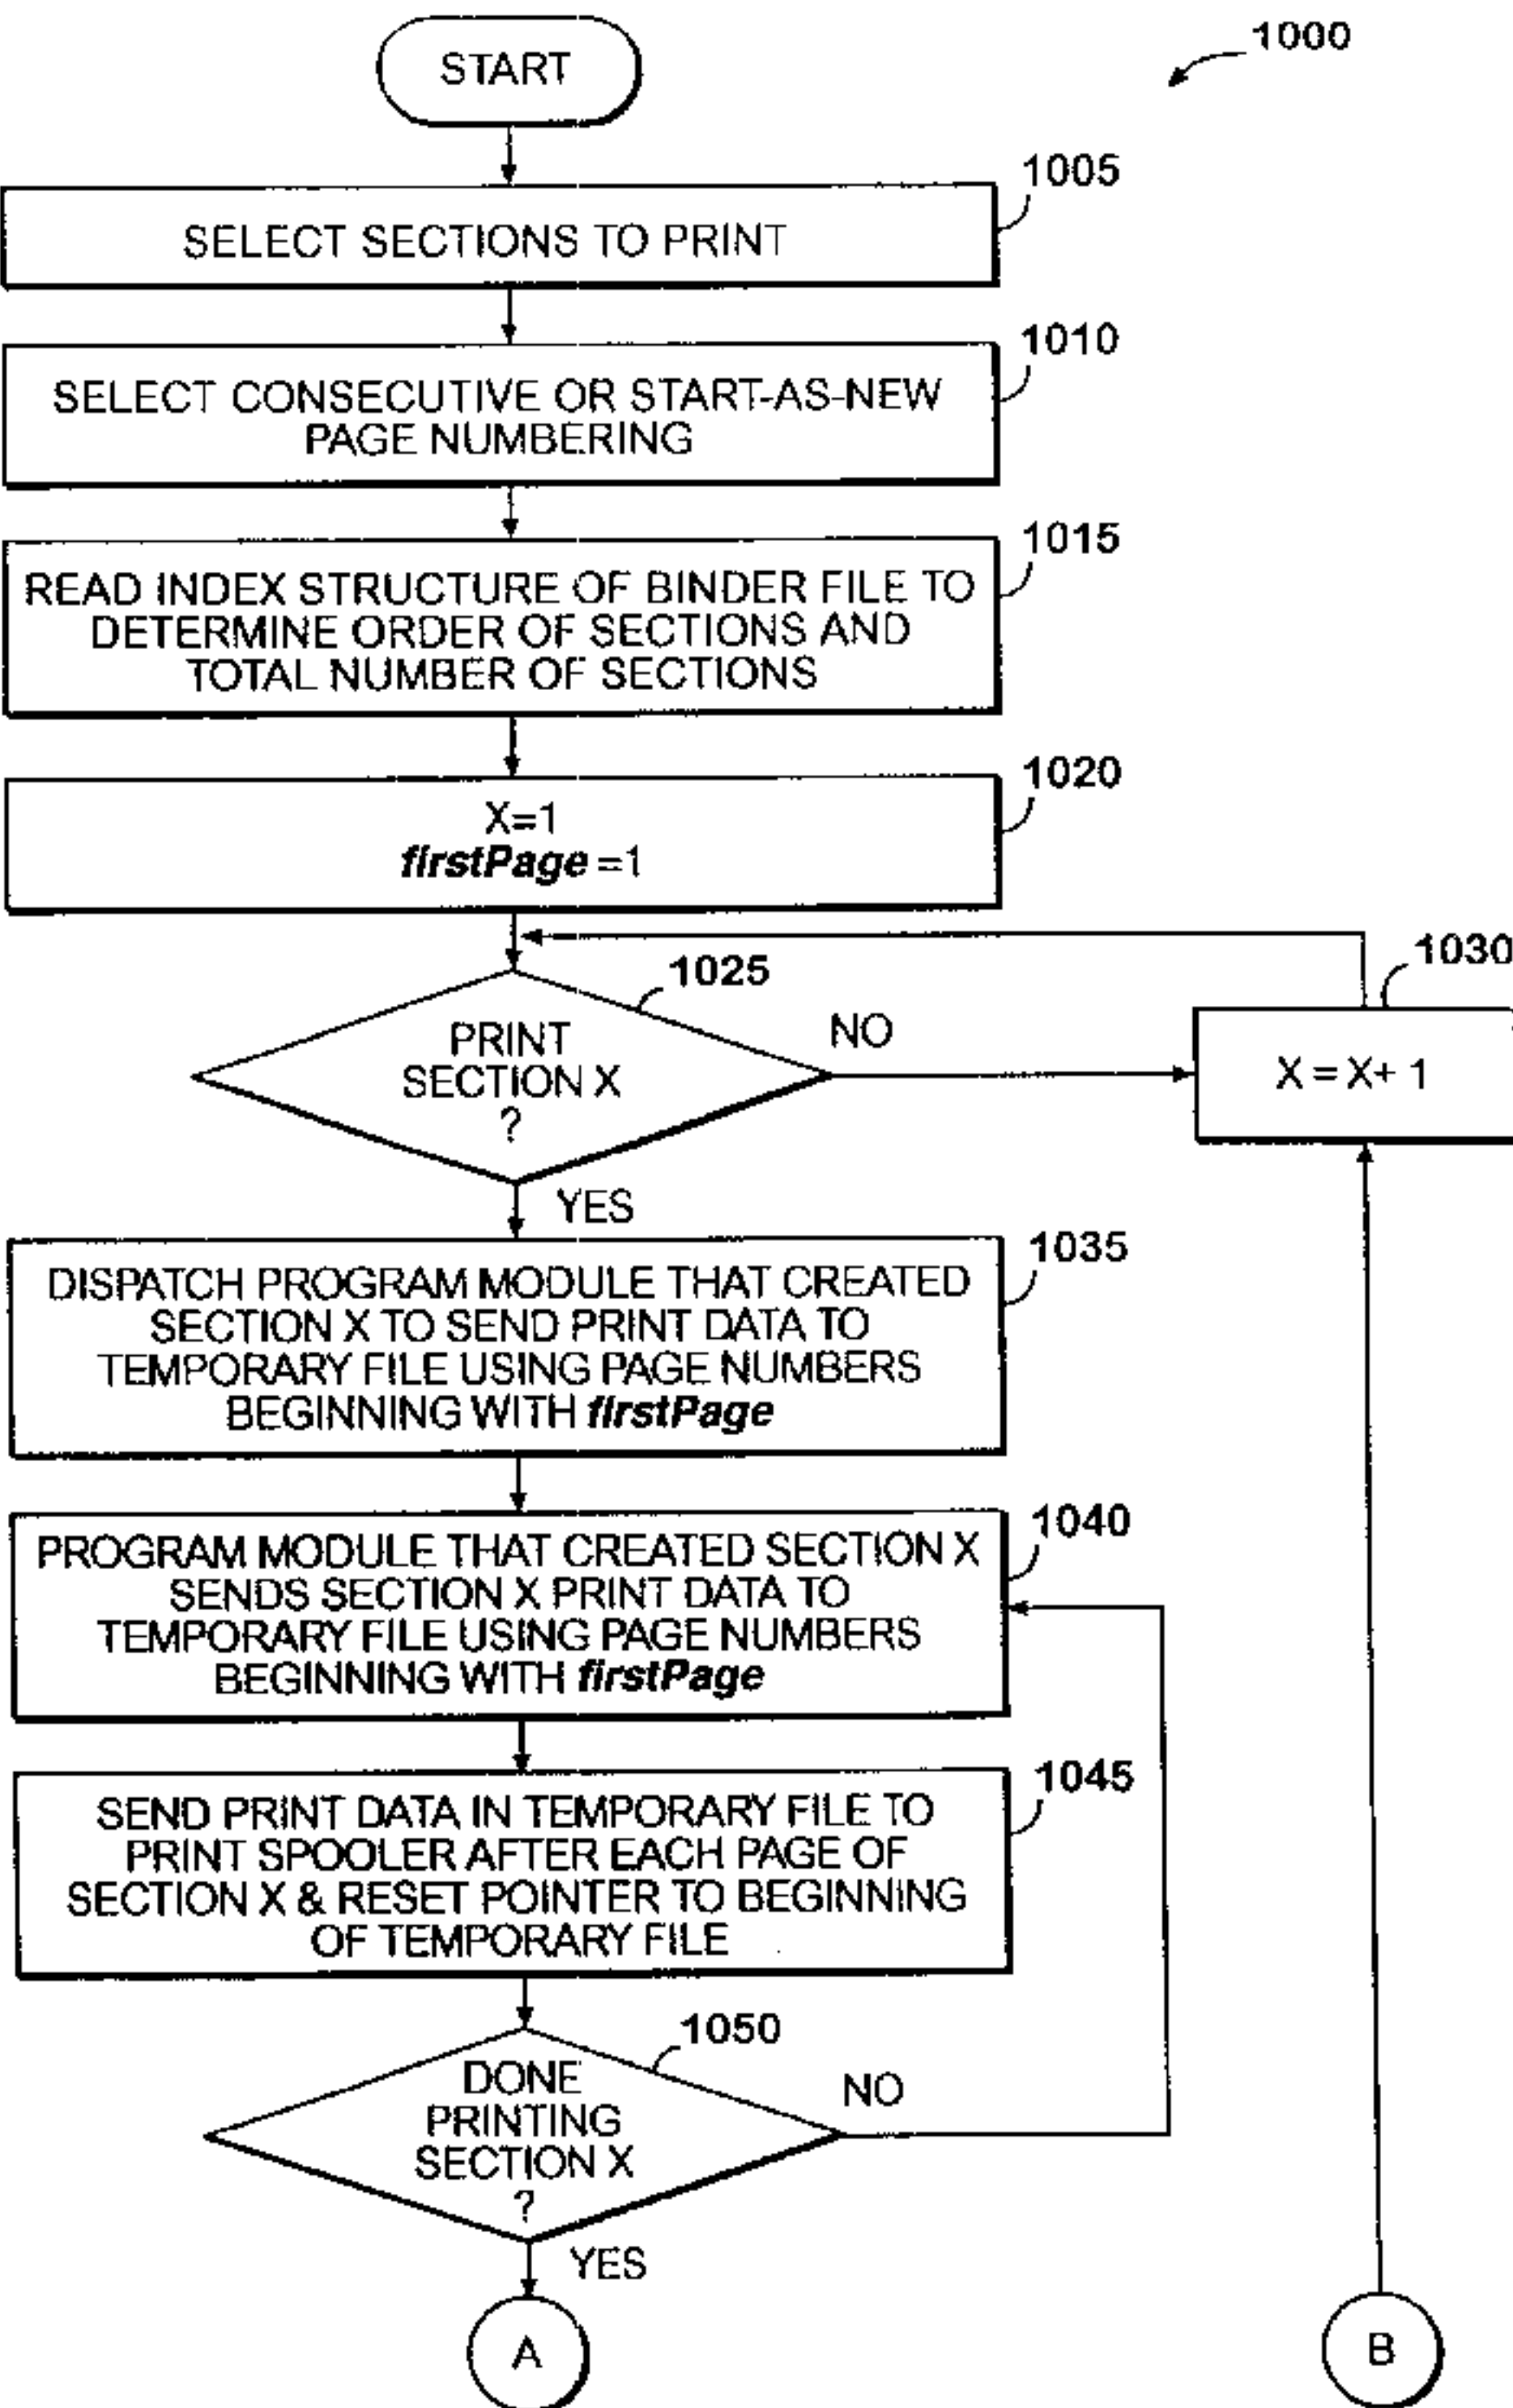 1000
START
1005
SELECT SECTIONS TO PRINT
1010
SELECT CONSECUTIVE OR START-AS-NEW
PAGE NUMBERING
1015
READ INDEX STRUCTURE OF BINDER FILE TO
DETERMINE ORDER OF SECTIONS AND
TOTAL NUMBER OF SECTIONS
1020
X=1
firstPage =1
1025
PRINT
SECTION X
?
NO
1030
X = X+ 1
YES
1035
DISPATCH PROGRAM MODULE THAT CREATED
SECTION X TO SEND PRINT DATA TO
TEMPORARY FILE USING PAGE NUMBERS
BEGINNING WITH firstPage
1040
PROGRAM MODULE THAT CREATED SECTION X
SENDS SECTION X PRINT DATA TO
TEMPORARY FILE USING PAGE NUMBERS
BEGINNING WITH firstPage
1045
SEND PRINT DATA IN TEMPORARY FILE TO
PRINT SPOOLER AFTER EACH PAGE OF
SECTION X & RESET POINTER TO BEGINNING
OF TEMPORARY FILE
1050
DONE
PRINTING
SECTION X
?
NO
YES
A
B